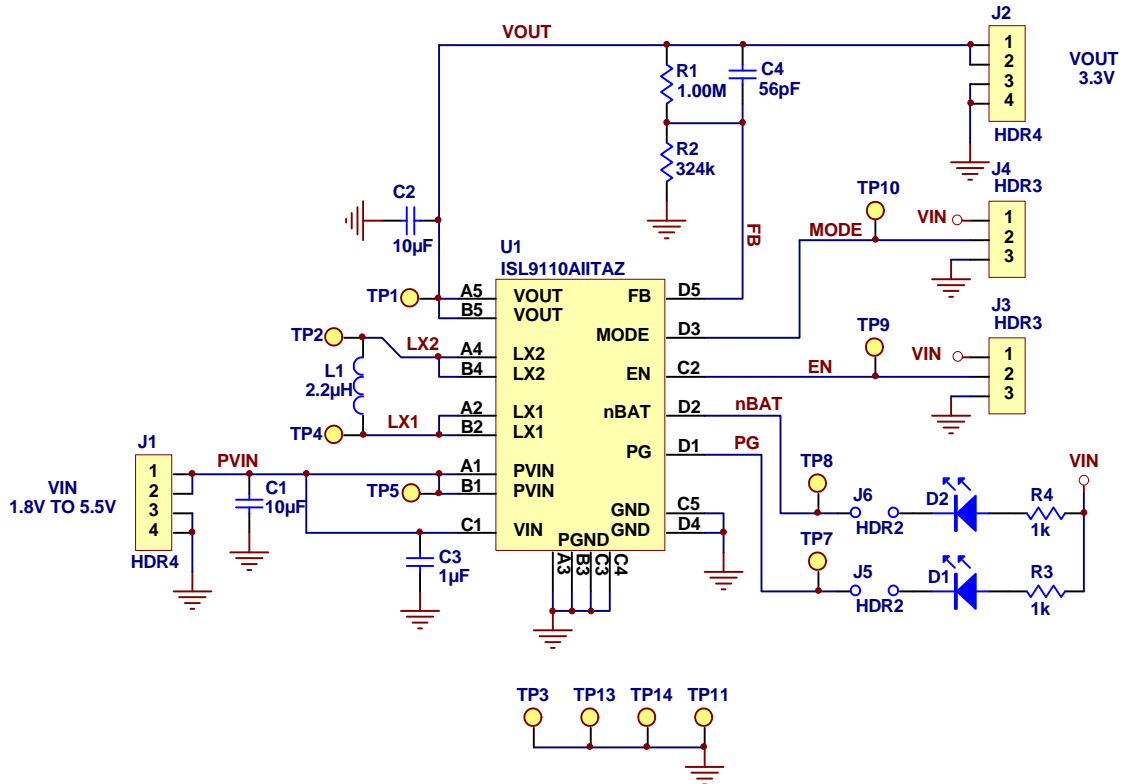 J2
VOUT
1
2
3
4
VOUT
3.3V
HDR4
R1
1.00M
C4
56pF
R2
324k
C2
10µF
FB
TP10
MODE
J4
HDR3
VIN
1
2
3
U1
ISL9110AIITAZ
TP1
A5
VOUT
B5
VOUT
FB
D5
TP2
LX2
A4
LX2
B4
LX2
MODE
D3
L1
2.2µH
EN
C2
TP9
EN
J3
HDR3
VIN
1
2
3
TP4
LX1
A2
LX1
B2
LX1
nBAT
D2
nBAT
PG
D1
PG
J1
1
2
3
4
HDR4
VIN
1.8V TO 5.5V
PVIN
C1
10µF
TP5
A1
PVIN
B1
PVIN
C1
VIN
C3
1µF
GND
C5
GND
D4
PGND
A3
B3
C3
C4
TP8
J6
HDR2
D2
R4
1k
VIN
TP7
J5
HDR2
D1
R3
1k
TP3
TP13
TP14
TP11